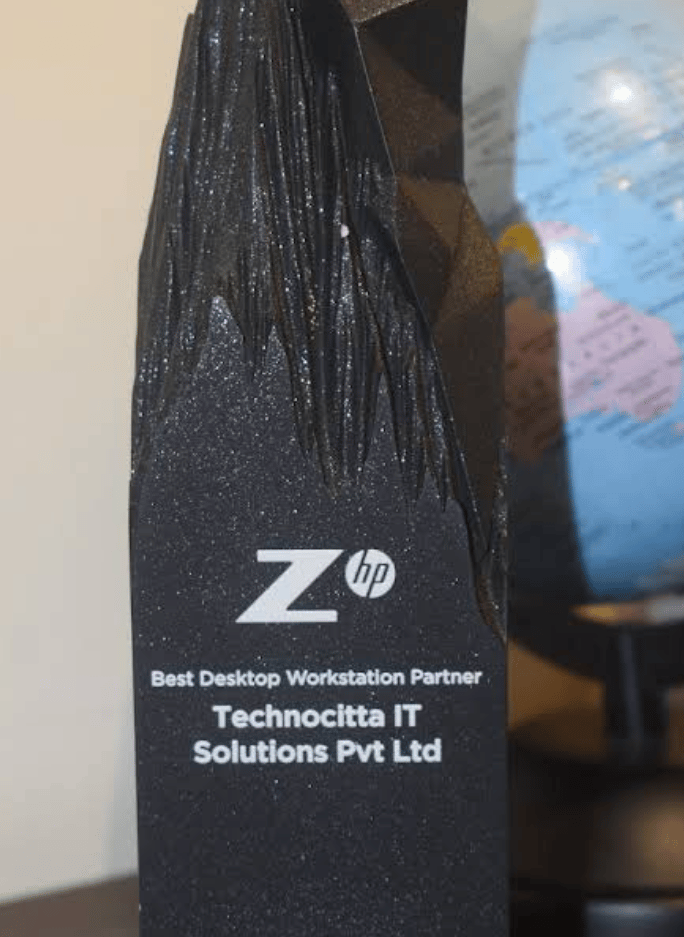 Z hp
Best Desktop Workstation Partner
Technocitta IT
Solutions Pvt Ltd